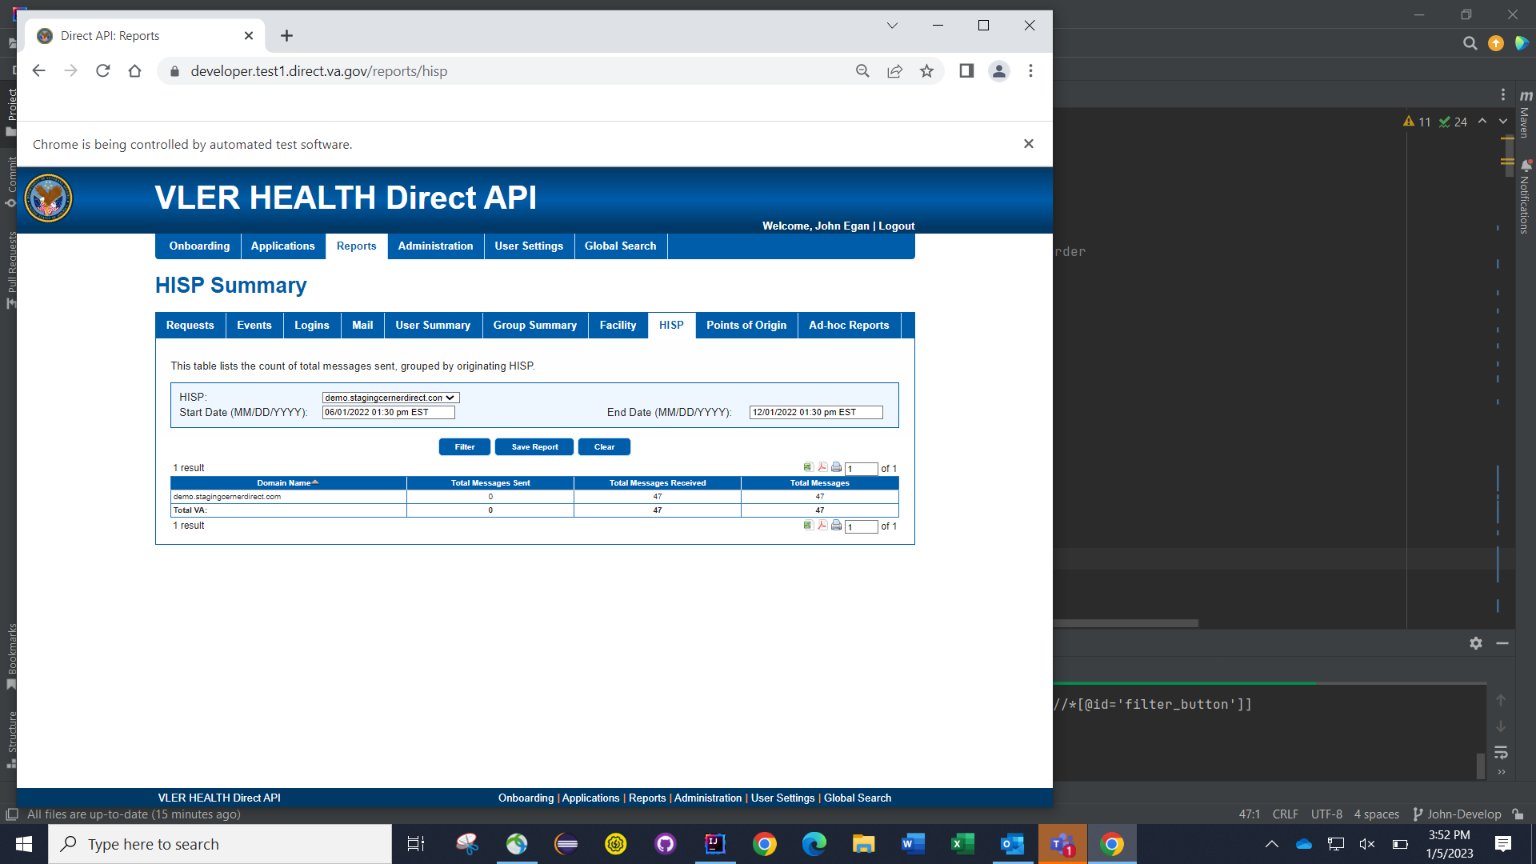 Direct API: Reports
developer.test1.direct.va.gov/reports/hisp
Chrome is being controlled by automated test software.
VLER HEALTH Direct API
Welcome, John Egan | Logout
Onboarding Applications Reports Administration User Settings Global Search
HISP Summary
Requests Events Logins Mail User Summary Group Summary Facility HISP Points of Origin Ad-hoc Reports
This table lists the count of total messages sent, grouped by originating HISP.
HISP: demo.stagingcernerdirect.com
Start Date (MM/DD/YYYY): 06/01/2022 01:30 pm EST End Date (MM/DD/YYYY): 12/01/2022 01:30 pm EST
Filter Save Report Clear
1 result 1 of 1
Domain Name Total Messages Sent Total Messages Received Total Messages
demo.stagingcernerdirect.com 0 47 47
Total VA: 0 47 47
1 result 1 of 1
VLER HEALTH Direct API Onboarding | Applications | Reports | Administration | User Settings | Global Search
Project
Commit
Pull Requests
Bookmarks
Structure
11 24
m
Maven
Notifications
rder
//*[@id='filter_button']]
All files are up-to-date (15 minutes ago) 47:1 CRLF UTF-8 4 spaces John-Develop
Type here to search
3:52 PM
1/5/2023